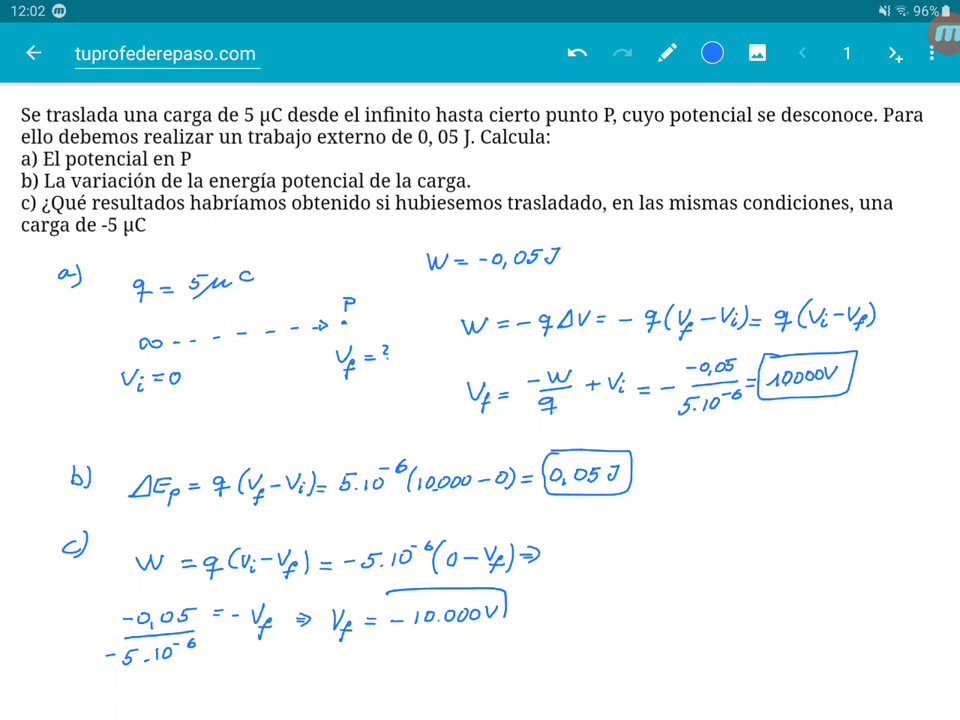 12:02 96%
tuprofederepaso.com 1
Se traslada una carga de 5 μC desde el infinito hasta cierto punto P, cuyo potencial se desconoce. Para
ello debemos realizar un trabajo externo de 0, 05 J. Calcula:
a) El potencial en P
b) La variación de la energía potencial de la carga.
c) ¿Qué resultados habríamos obtenido si hubiesemos trasladado, en las mismas condiciones, una
carga de -5 μC
a) q = 5 μC W = -0,05 J
∞ - - - - - -> P
Vi = 0 Vf = ?
W = - q ΔV = - q (Vf - Vi) = q (Vi - Vf)
Vf = -W/q + Vi = - -0,05/5.10^-6 = 10000V
b) ΔEp = q (Vf - Vi) = 5.10^-6 (10.000 - 0) = 0,05 J
c) W = q (Vi - Vf) = -5.10^-6 (0 - Vf) =>
-0,05/-5.10^-6 = - Vf => Vf = - 10.000V